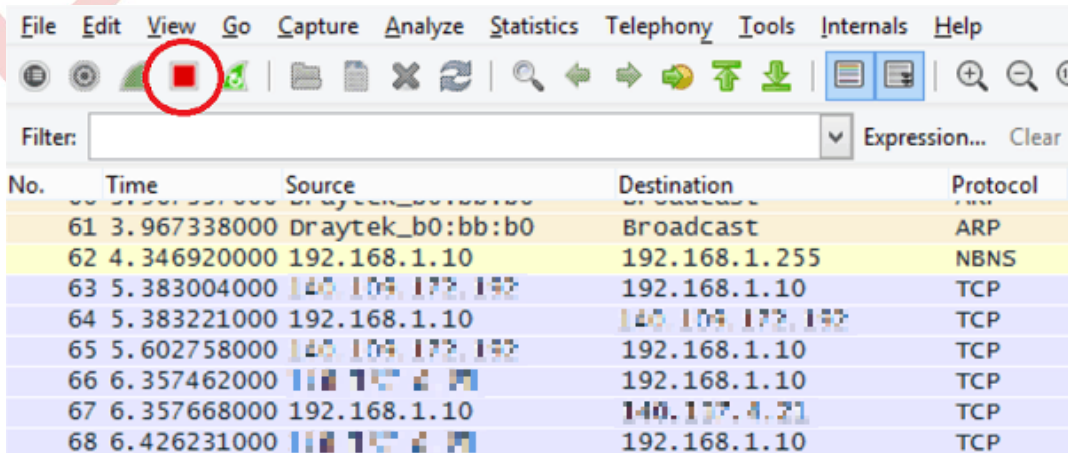 File Edit View Go Capture Analyze Statistics Telephony Tools Internals Help
Filter: Expression... Clear
No. Time Source Destination Protocol
61 3.967338000 Draytek_b0:bb:b0 Broadcast ARP
62 4.346920000 192.168.1.10 192.168.1.255 NBNS
63 5.383004000 192.168.1.10 TCP
64 5.383221000 192.168.1.10 TCP
65 5.602758000 192.168.1.10 TCP
66 6.357462000 192.168.1.10 TCP
67 6.357668000 192.168.1.10 TCP
68 6.426231000 192.168.1.10 TCP